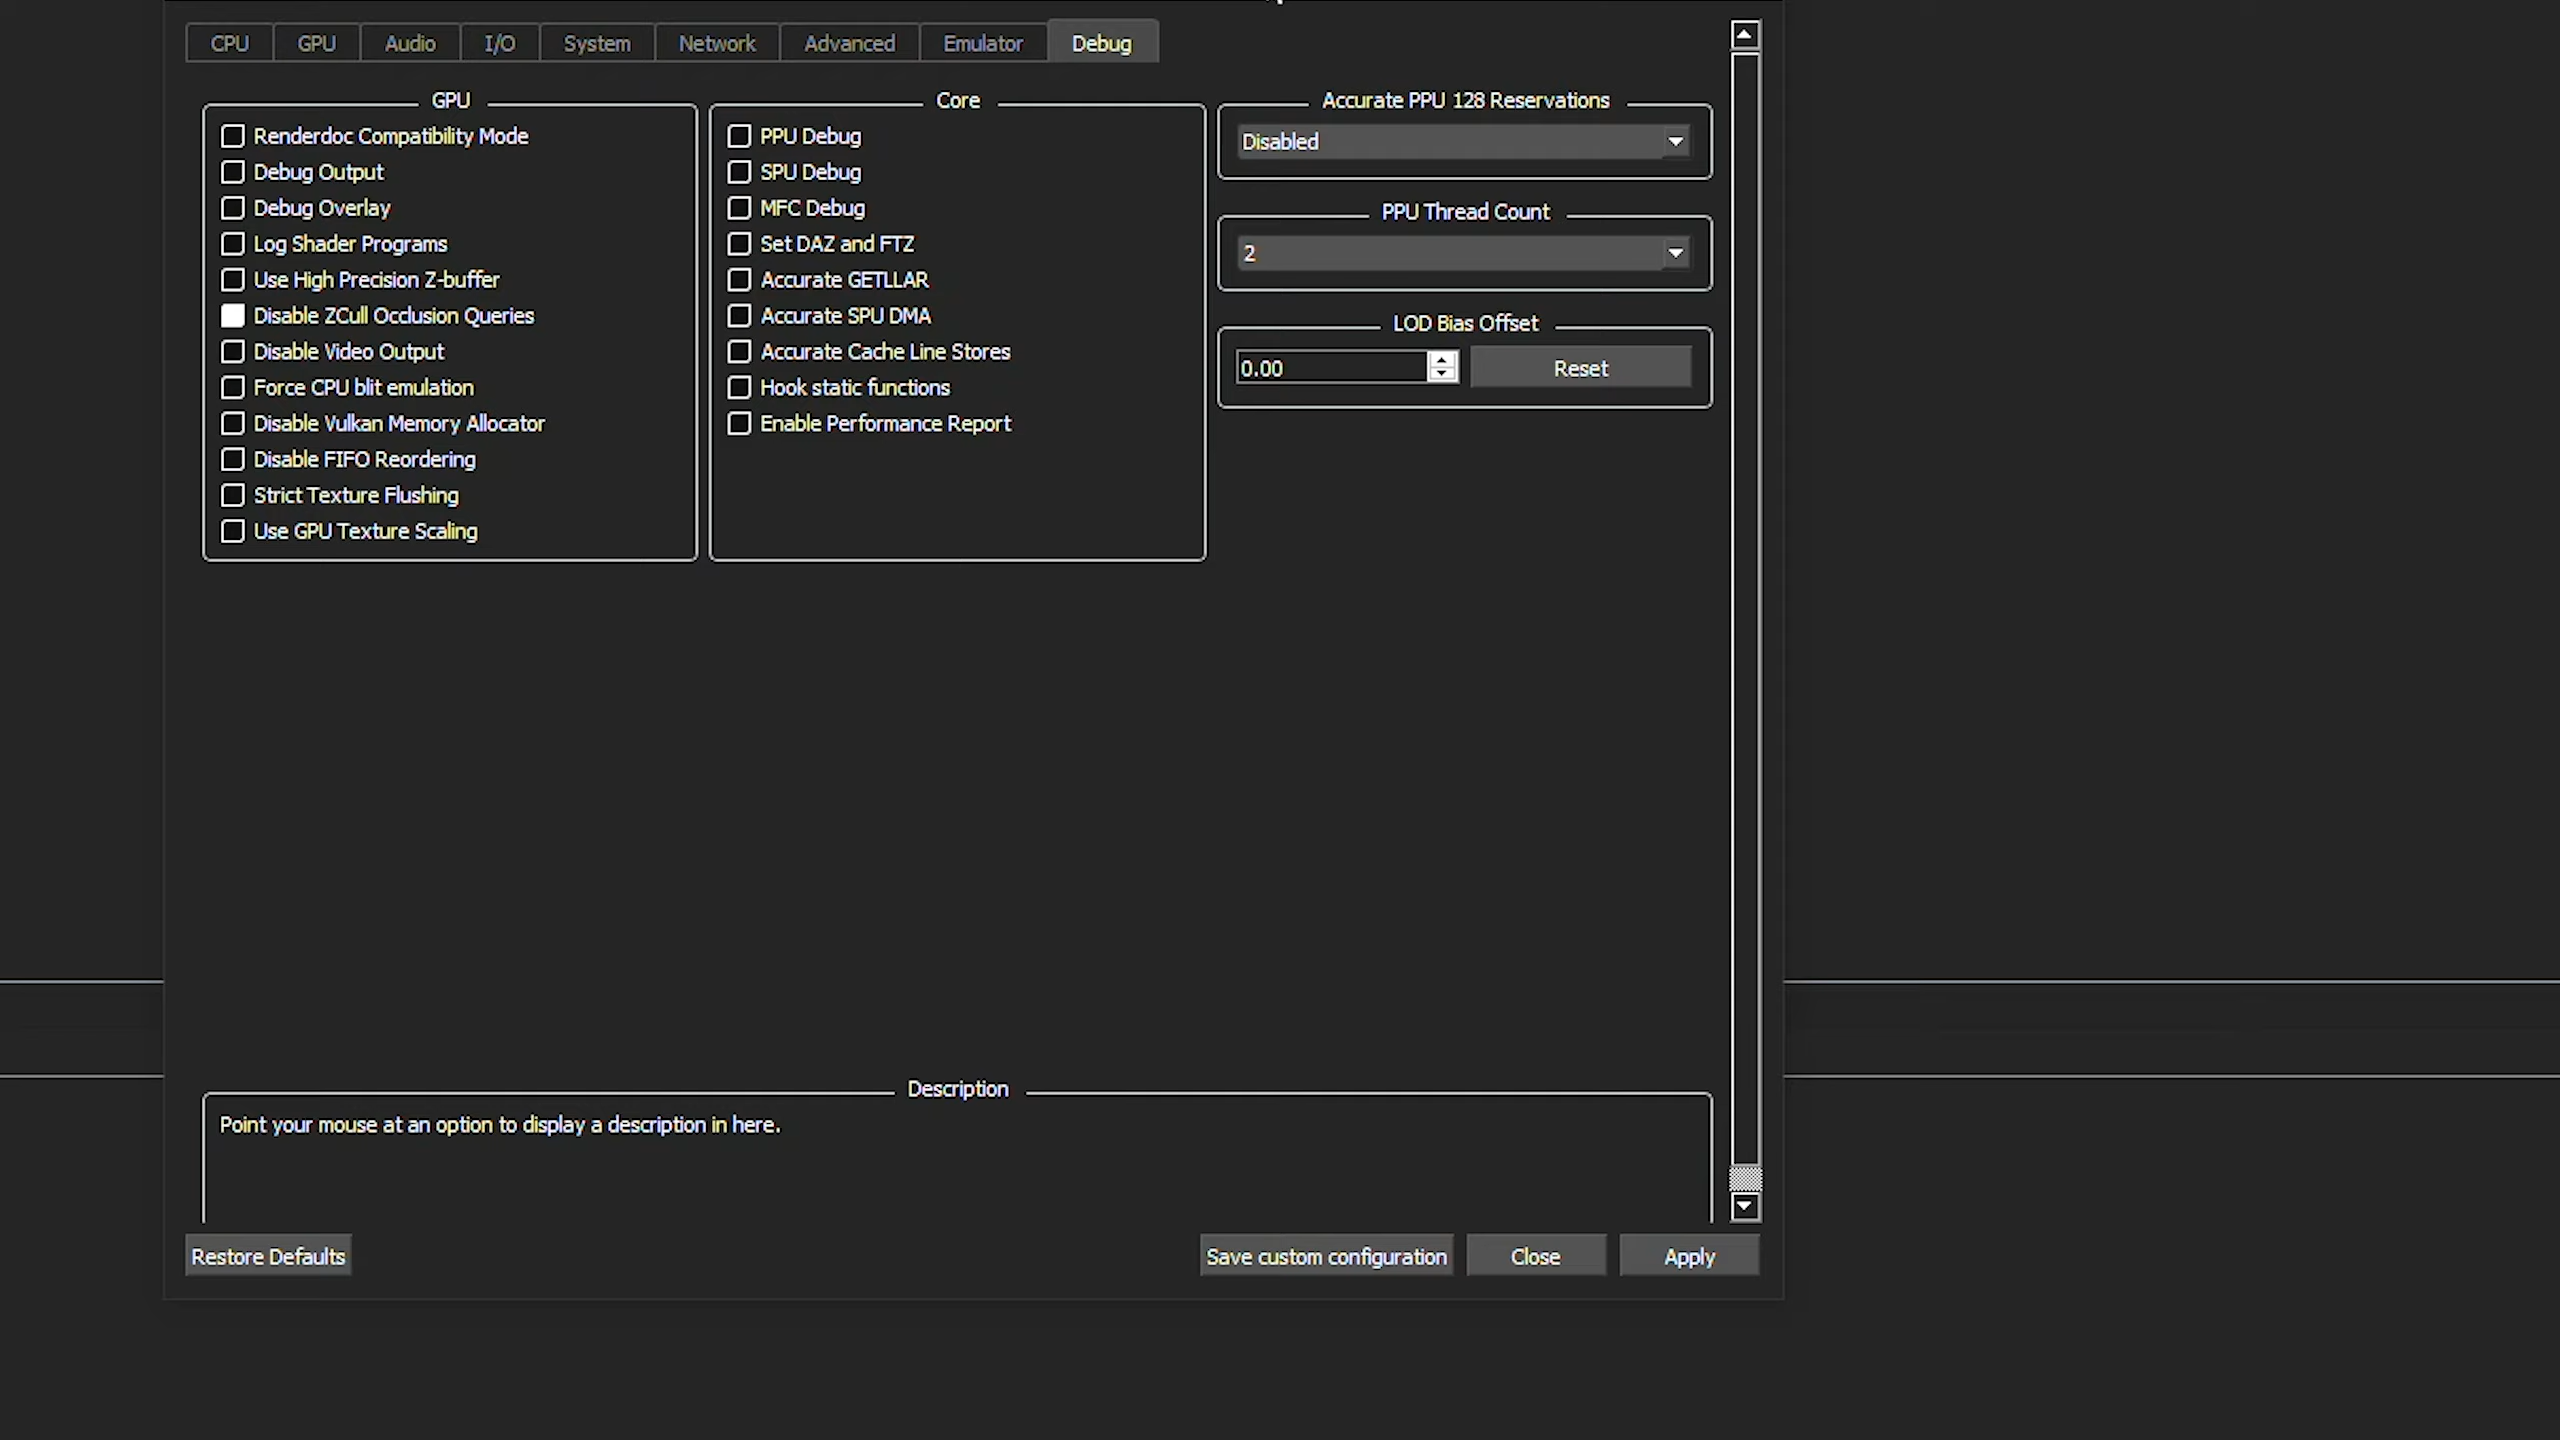 CPU GPU Audio I/O System Network Advanced Emulator Debug
GPU
Renderdoc Compatibility Mode
Debug Output
Debug Overlay
Log Shader Programs
Use High Precision Z-buffer
Disable ZCull Occlusion Queries
Disable Video Output
Force CPU blit emulation
Disable Vulkan Memory Allocator
Disable FIFO Reordering
Strict Texture Flushing
Use GPU Texture Scaling
Core
PPU Debug
SPU Debug
MFC Debug
Set DAZ and FTZ
Accurate GETLLAR
Accurate SPU DMA
Accurate Cache Line Stores
Hook static functions
Enable Performance Report
Accurate PPU 128 Reservations
Disabled
PPU Thread Count
2
LOD Bias Offset
0.00 Reset
Description
Point your mouse at an option to display a description in here.
Restore Defaults Save custom configuration Close Apply